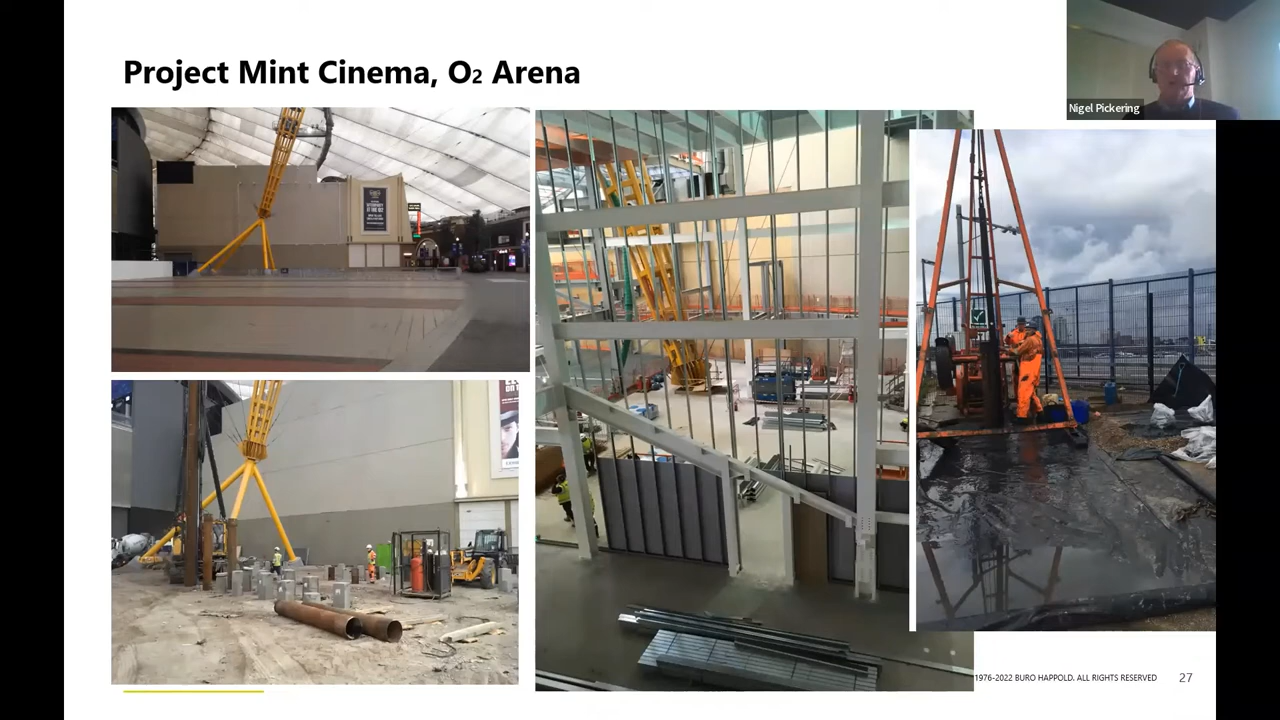 Project Mint Cinema, O2 Arena
Nigel Pickering
1976-2022 BURO HAPPOLD. ALL RIGHTS RESERVED
27